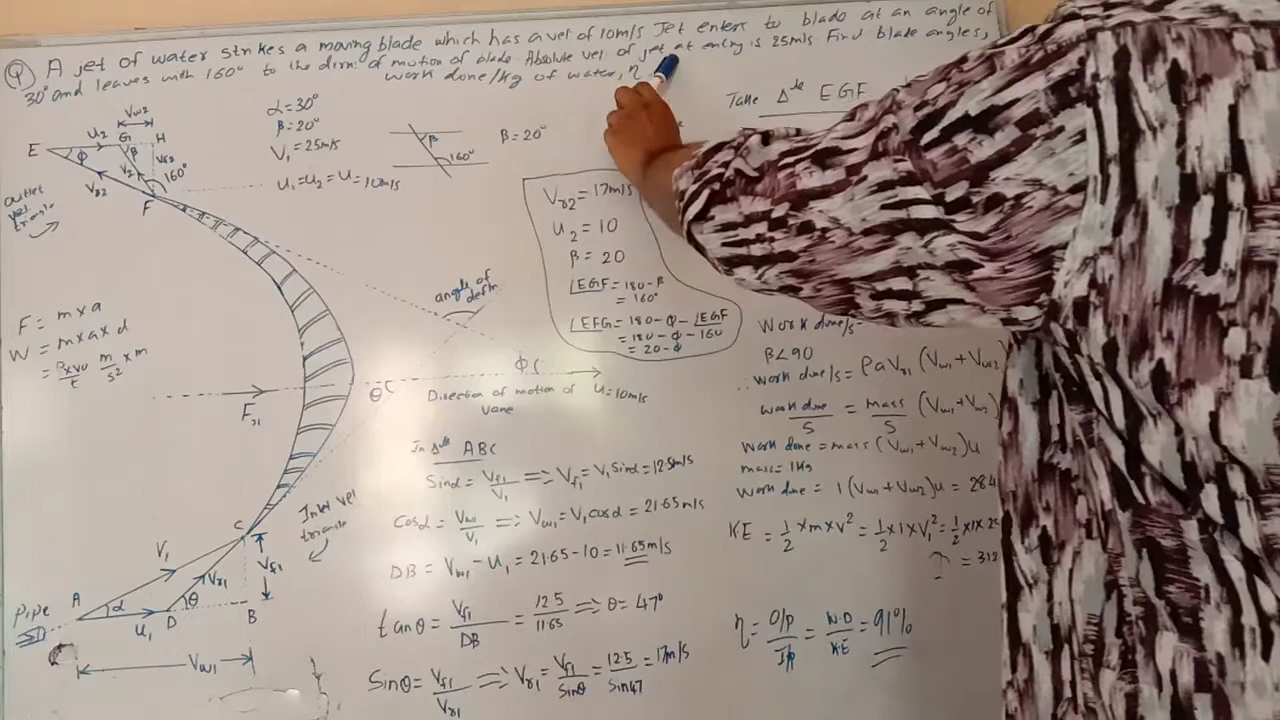 Q) A jet of water strikes a moving blade which has a vel of 10m/s Jet enters to blade at an angle of
30° and leaves with 160° to the dirn. of motion of blade Absolute vel. of jet at entry is 25m/s. Find blade angles,
work done/kg of water, η
Take Δle EGF
α=30°
β=20°
V1=25m/s
u1=u2=u=10m/s
β
160°
β=20°
Vw2
E u2 G H
φ β Vf2
Vr2 V2 160°
F
outlet
vel
triangle
Vr2=17m/s
u2=10
β=20
∠EGF=180-β
=160°
∠EFG=180-φ-∠EGF
=180-φ-160
=20-φ
angle of
defln
F=m×a
W=m×a×d
Fx1
θ
φ
Direction of motion of u=10m/s
vane
Work done/s-
β<90
work done/s=ρaVr1(Vw1+Vw2
work done/S = mass/S (Vw1+Vw2)
Work done=mass(Vw1+Vw2)u
mass=1Kg
Work done = 1(Vw1+Vw2)u=284
K.E = 1/2×m×V²=1/2×1×V1²=1/2×1×2
=312
η=O/P/I/P=W.D/K.E=91%
In Δle ABC
Sinα=Vf1/V1 => Vf1=V1Sinα=12.5m/s
Cosα=Vw1/V1 => Vw1=V1cosα=21.65m/s
DB=Vw1-u1=21.65-10=11.65m/s
tanθ=Vf1/DB=12.5/11.65=>θ=47°
Sinθ=Vf1/Vr1=>Vr1=Vf1/Sinθ=12.5/Sin47=17m/s
Inlet vel
triangle
C
V1 Vr1 Vf1
pipe A α θ B
u1 D
Vw1